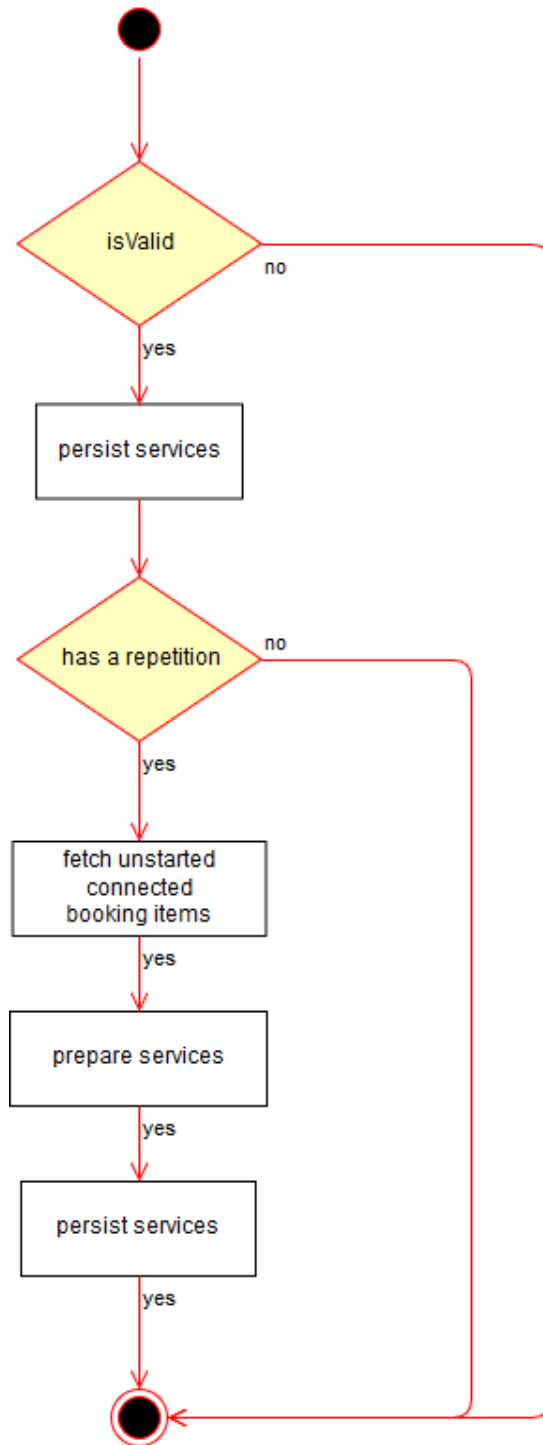 isValid
no
yes
persist services
no
has a repetition
yes
fetch unstarted
connected
booking items
yes
prepare services
yes
persist services
yes